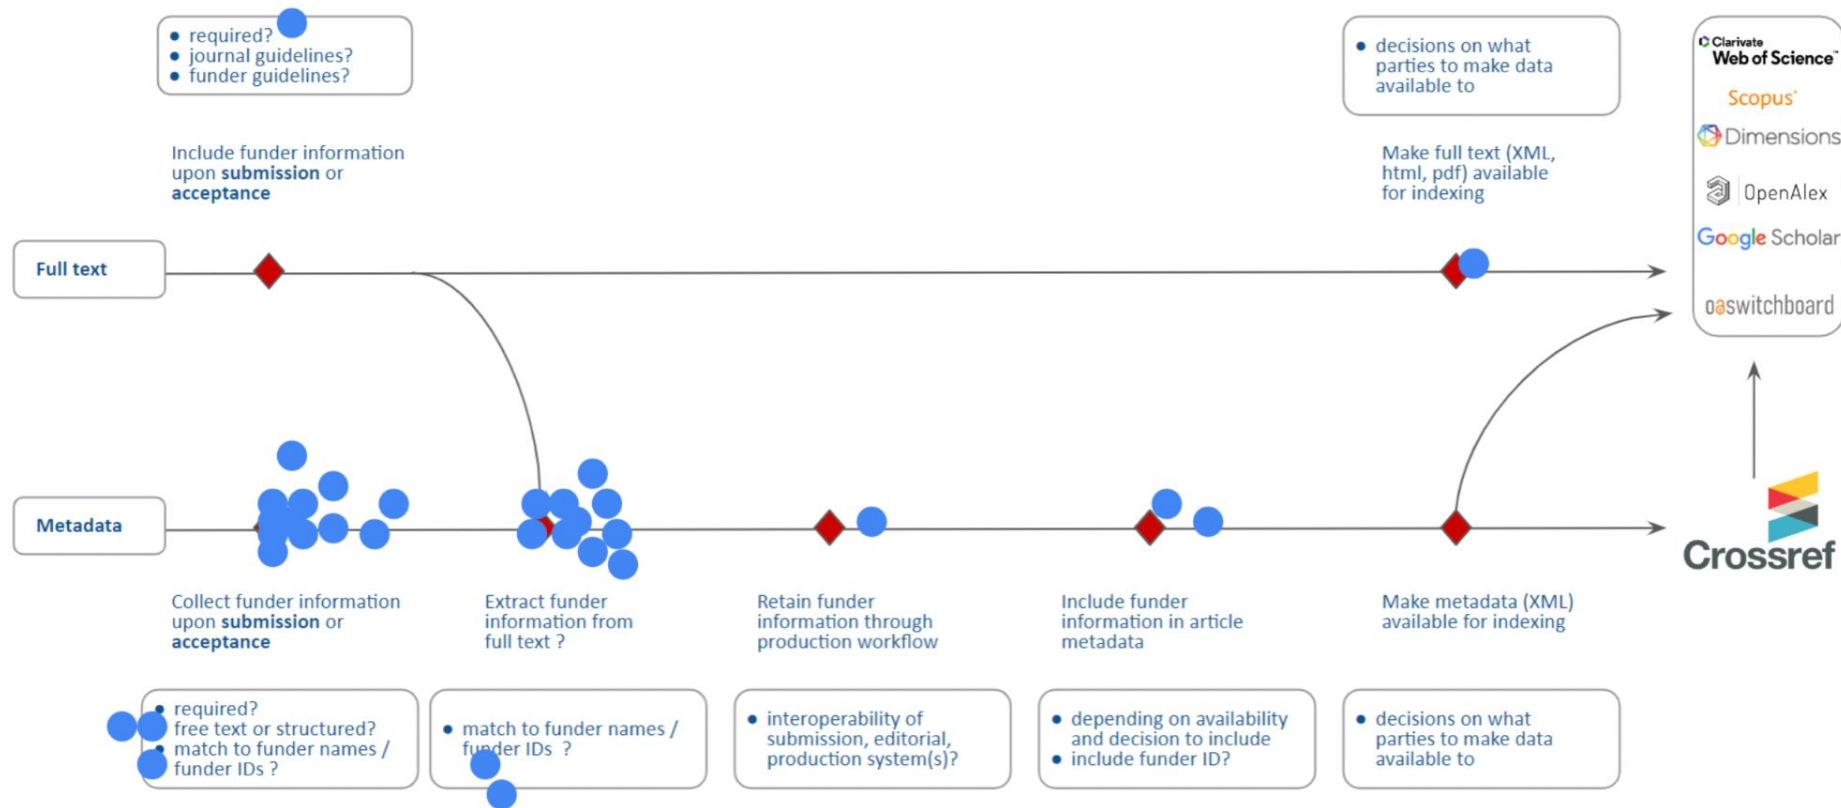 required?
journal guidelines?
funder guidelines?
Include funder information
upon submission or
acceptance
decisions on what
parties to make data
available to
Make full text (XML,
html, pdf) available
for indexing
Clarivate
Web of Science™
Scopus®
Dimensions
OpenAlex
Google Scholar
oaswitchboard
Full text
Metadata
Crossref
Collect funder information
upon submission or
acceptance
Extract funder
information from
full text ?
Retain funder
information through
production workflow
Include funder
information in article
metadata
Make metadata (XML)
available for indexing
required?
free text or structured?
match to funder names /
funder IDs ?
match to funder names /
funder IDs ?
interoperability of
submission, editorial,
production system(s)?
depending on availability
and decision to include
include funder ID?
decisions on what
parties to make data
available to